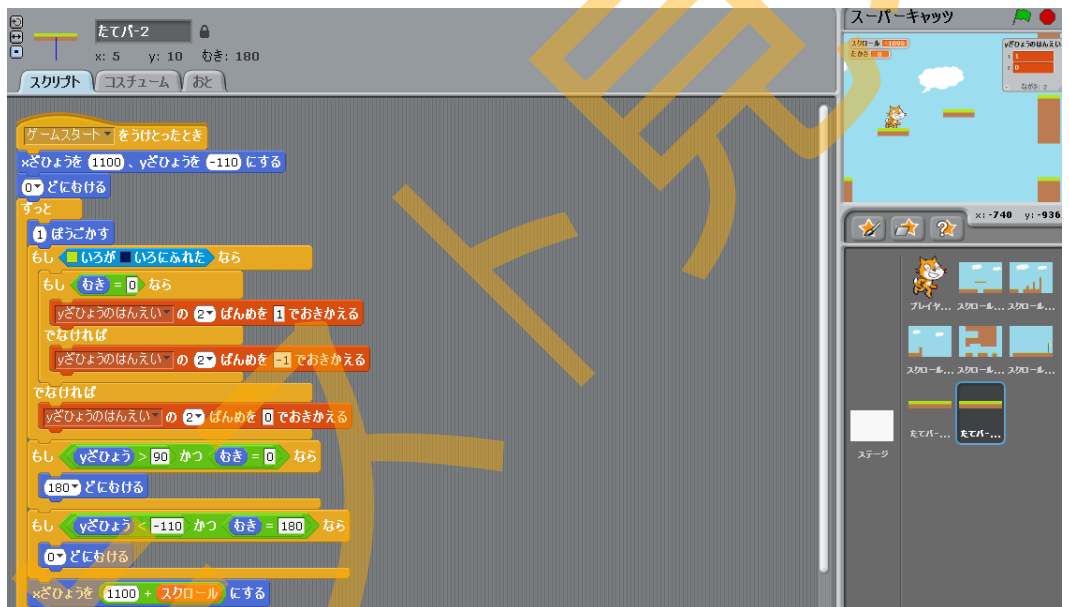 たてバ-2
x: 5 y: 10 むき: 180
スクリプト コスチューム おと
ゲームスタート をうけとったとき
xざひょうを 1100 、yざひょうを -110 にする
0 どにむける
ずっと
1 ほうごかす
もし いろが いろにふれた なら
もし むき = 0 なら
yざひょうのはんえい の 2 ばんめを 1 でおきかえる
でなければ
yざひょうのはんえい の 2 ばんめを -1 でおきかえる
でなければ
yざひょうのはんえい の 2 ばんめを 0 でおきかえる
もし yざひょう > 90 かつ むき = 0 なら
180 どにむける
もし yざひょう < -110 かつ むき = 180 なら
0 どにむける
xざひょうを 1100 + スクロール にする
スーパーキャッツ
スクロール -1095
たかさ
yざひょうのはんえい
1 1
2 0
ながさ: 2
x: -740 y: -936
プレイヤ... スクロール... スクロール...
スクロール... スクロール... スクロール...
たてバー... たてバー...
ステージ